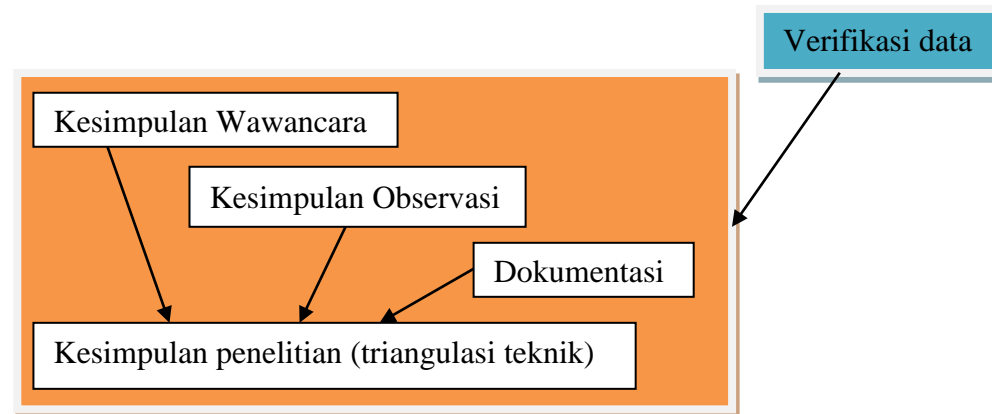 Verifikasi data
Kesimpulan Wawancara
Kesimpulan Observasi
Dokumentasi
Kesimpulan penelitian (triangulasi teknik)